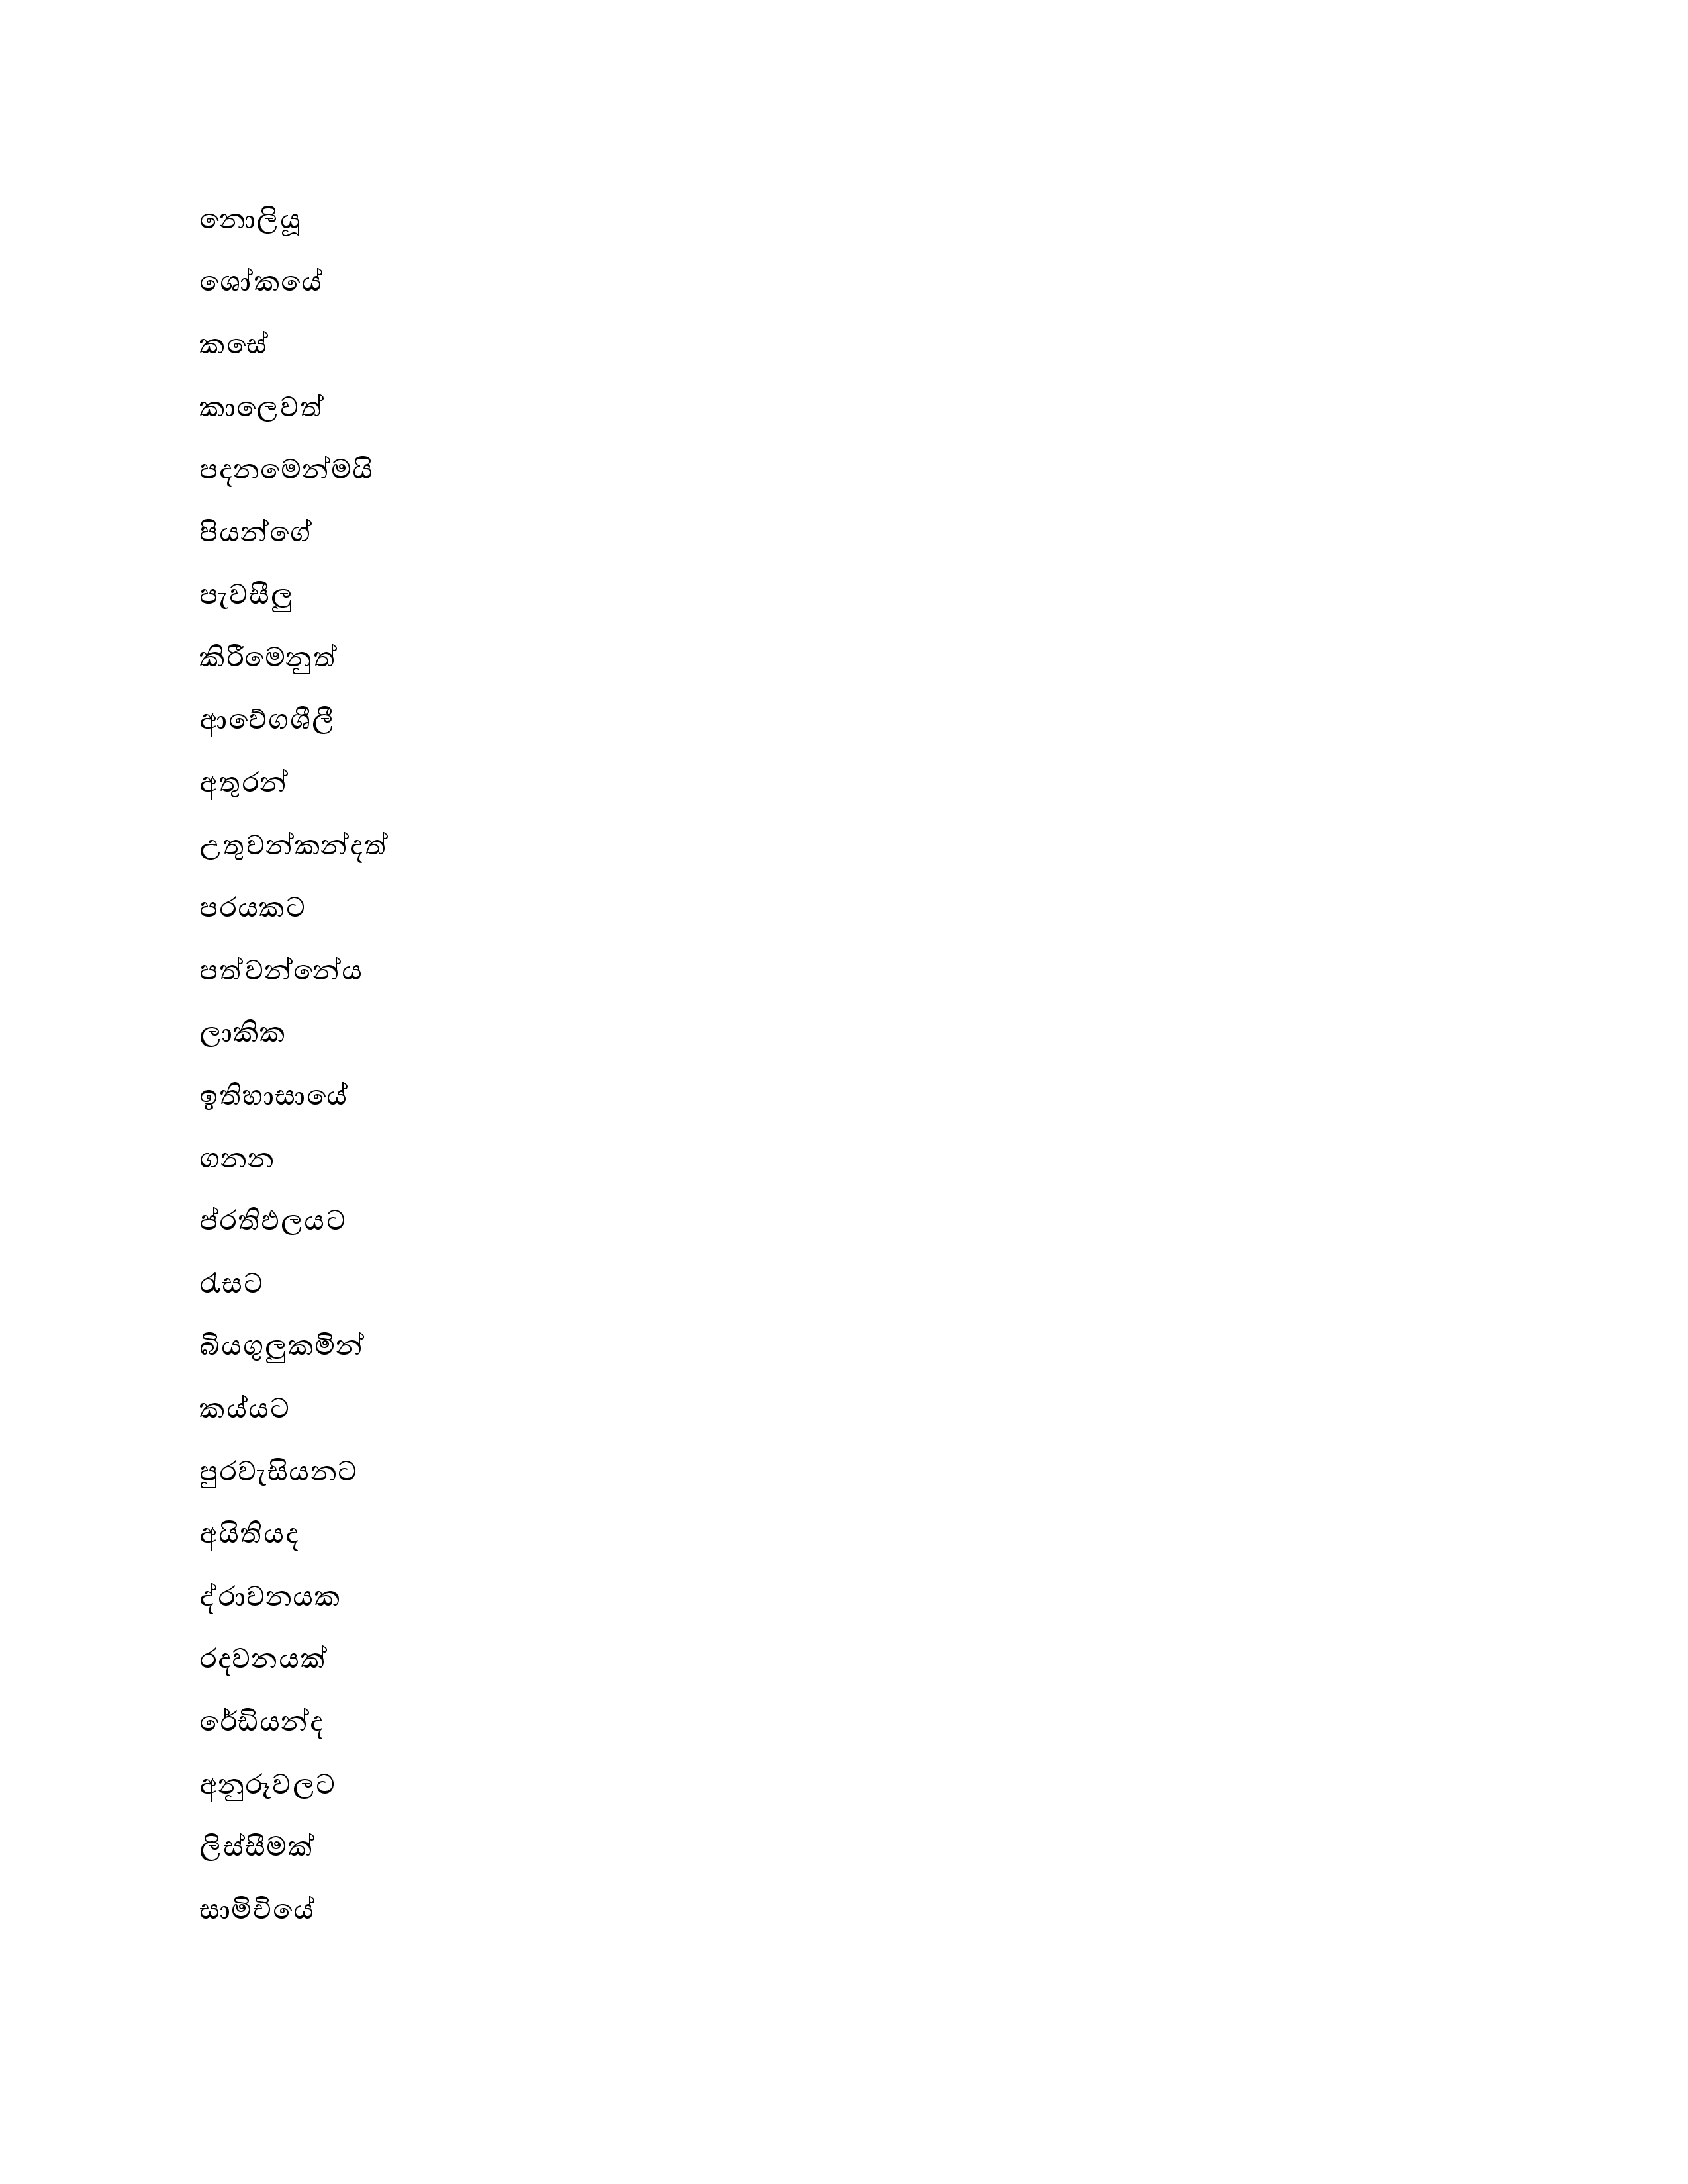 නොලියූ
ශෝකයේ
කසේ
කාලෙවත්
පදනමෙන්මයි
පියන්ගේ
පැවසීලු
කිරීමෙනුත්
ආවේගශීලී
අතුරන්
උතුවන්කන්දත්
පරයකට
පත්වන්නේය
ලාකික
ඉතිහාසායේ
ගනන
ප්රතිඵලයට
රැසට
බියගුලුකමින්
කය්යට
පුරවැසියනට
අයිතියද
ද්රාවනයක
රදවනයක්
රේඩියන්ද
අනුරූවලට
ලිස්සීමක්
සාමිචියේ